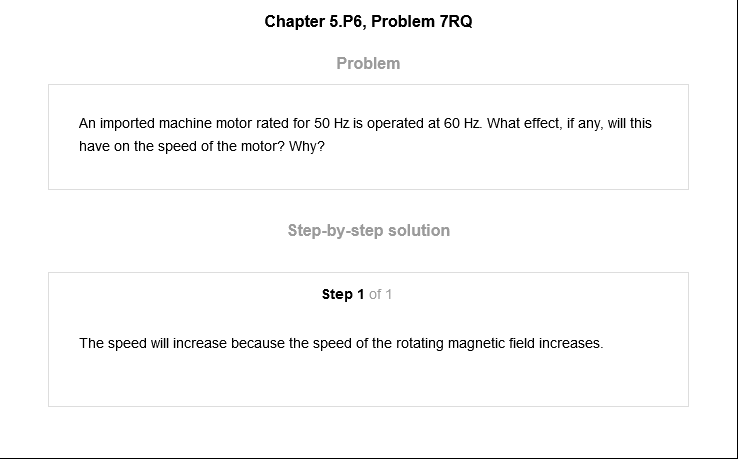 Chapter 5.P6, Problem 7RQ
Problem
An imported machine motor rated for 50 Hz is operated at 60 Hz. What effect, if any, will this
have on the speed of the motor? Why?
Step-by-step solution
Step 1 of 1
The speed will increase because the speed of the rotating magnetic field increases.